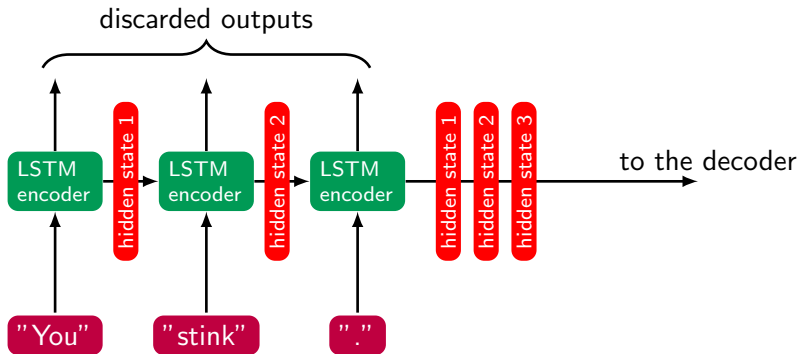 discarded outputs
LSTM
encoder
hidden state 1
LSTM
encoder
hidden state 2
LSTM
encoder
hidden state 1
hidden state 2
hidden state 3
to the decoder
"You"
"stink"
"."